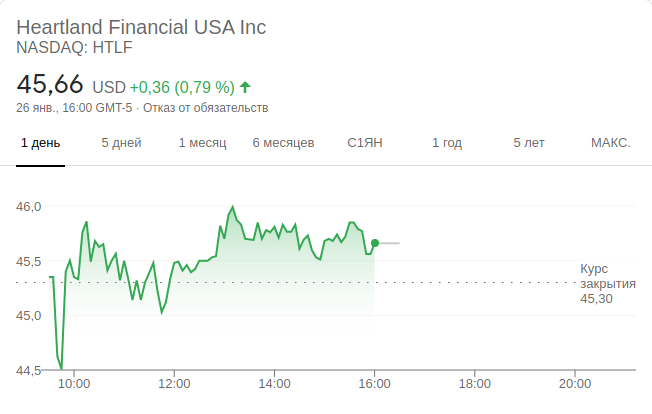 Heartland Financial USA Inc
NASDAQ: HTLF
45,66 USD +0,36 (0,79 %)
26 янв., 16:00 GMT-5 · Отказ от обязательств
1 день 5 дней 1 месяц 6 месяцев С1ЯН 1 год 5 лет МАКС.
46,0
45,5
Курс
закрытия
45,30
45,0
44,5
10:00 12:00 14:00 16:00 18:00 20:00